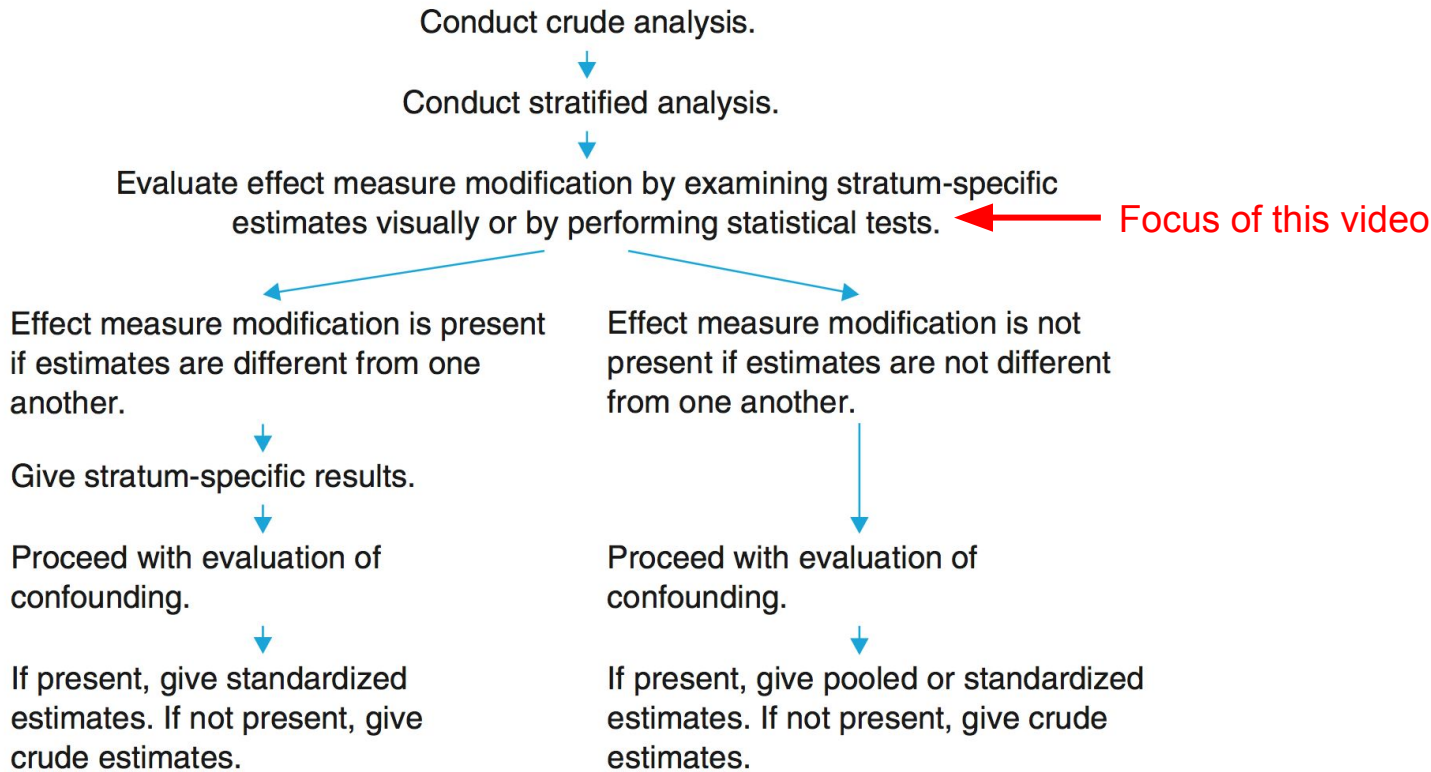 Conduct crude analysis.
Conduct stratified analysis.
Evaluate effect measure modification by examining stratum-specific
estimates visually or by performing statistical tests.
Focus of this video
Effect measure modification is present
if estimates are different from one
another.
Give stratum-specific results.
Proceed with evaluation of
confounding.
If present, give standardized
estimates. If not present, give
crude estimates.
Effect measure modification is not
present if estimates are not different
from one another.
Proceed with evaluation of
confounding.
If present, give pooled or standardized
estimates. If not present, give crude
estimates.